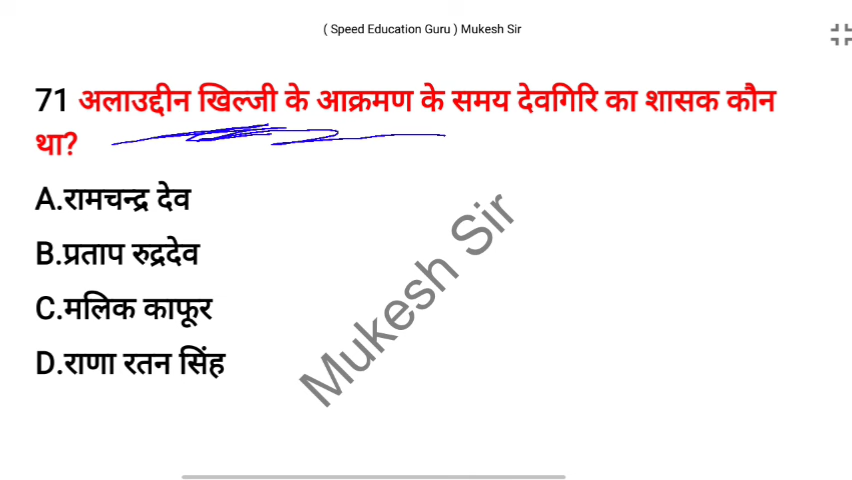 ( Speed Education Guru ) Mukesh Sir
71 अलाउद्दीन खिल्जी के आक्रमण के समय देवगिरि का शासक कौन
था?
A.रामचन्द्र देव
B.प्रताप रुद्रदेव
C.मलिक काफूर
D.राणा रतन सिंह
Mukesh Sir